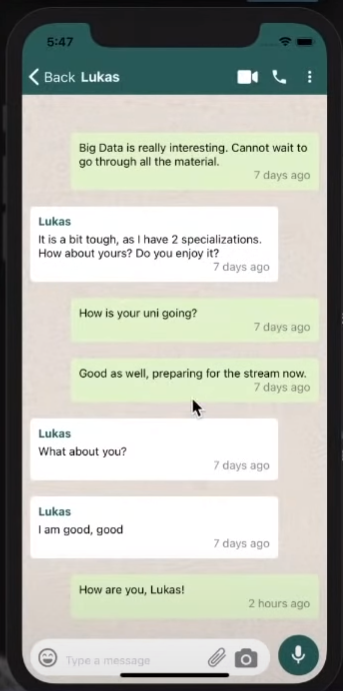 5:47
Back Lukas
Big Data is really interesting. Cannot wait to
go through all the material.
7 days ago
Lukas
It is a bit tough, as I have 2 specializations.
How about yours? Do you enjoy it?
7 days ago
How is your uni going?
7 days ago
Good as well, preparing for the stream now.
7 days ago
Lukas
What about you?
7 days ago
Lukas
I am good, good
7 days ago
How are you, Lukas!
2 hours ago
Type a message